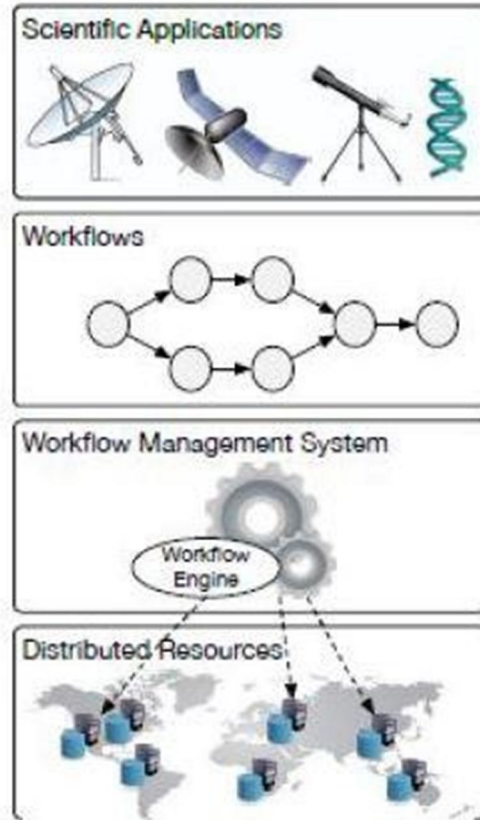 Scientific Applications
Workflows
Workflow Management System
Workflow
Engine
Distributed Resources